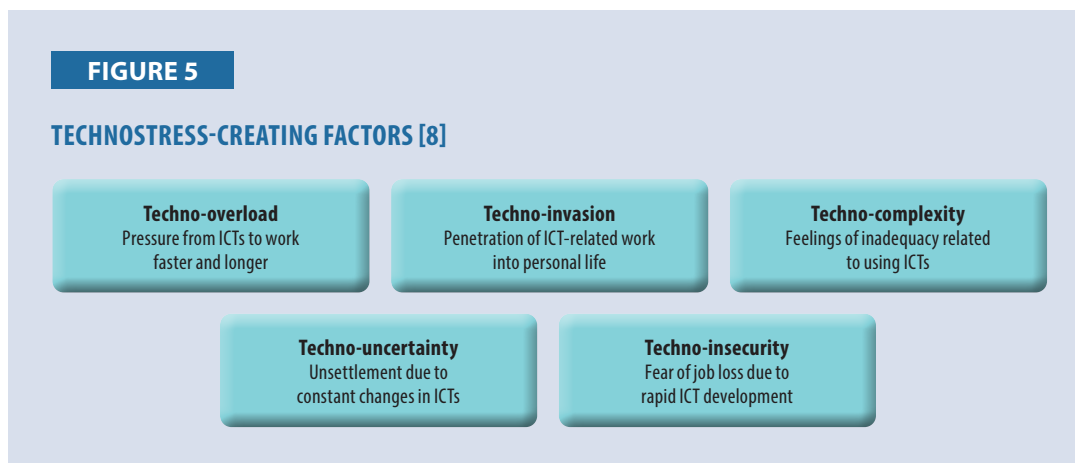 FIGURE 5
TECHNOSTRESS-CREATING FACTORS [8]
Techno-overload
Pressure from ICTs to work
faster and longer
Techno-invasion
Penetration of ICT-related work
into personal life
Techno-complexity
Feelings of inadequacy related
to using ICTs
Techno-uncertainty
Unsettlement due to
constant changes in ICTs
Techno-insecurity
Fear of job loss due to
rapid ICT development